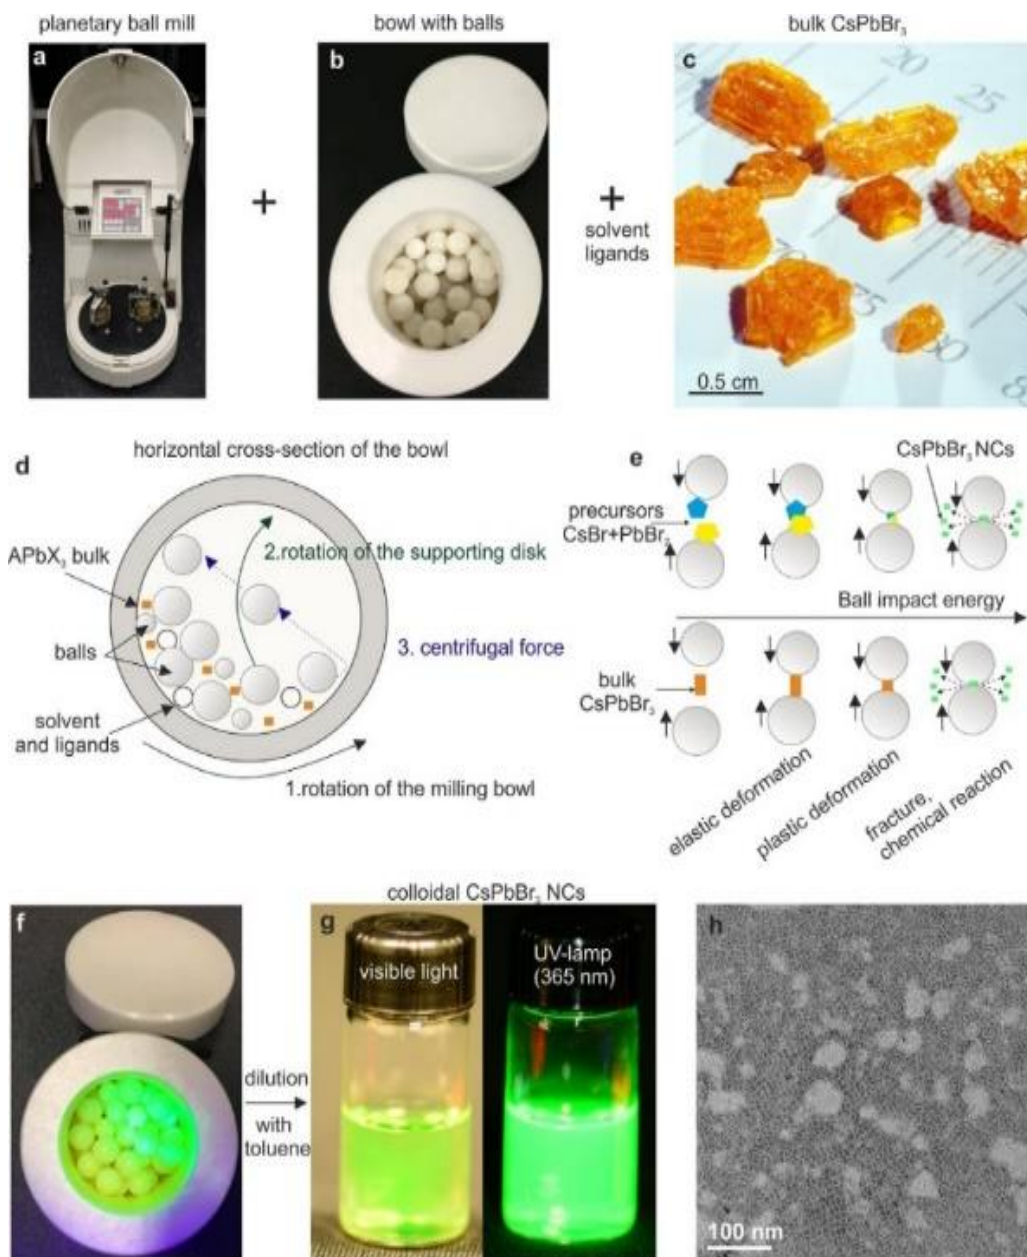 planetary ball mill
bowl with balls
bulk CsPbBr₃
a
b
c
+
+
solvent
ligands
20
25
0.5 cm
d
horizontal cross-section of the bowl
APbX₃ bulk
2.rotation of the supporting disk
balls
3. centrifugal force
solvent
and ligands
1.rotation of the milling bowl
e
CsPbBr₃ NCs
precursors
CsBr+PbBr₂
Ball impact energy
bulk
CsPbBr₃
elastic deformation
plastic deformation
fracture,
chemical reaction
colloidal CsPbBr₃ NCs
f
g
h
visible light
UV-lamp
(365 nm)
dilution
with
toluene
100 nm